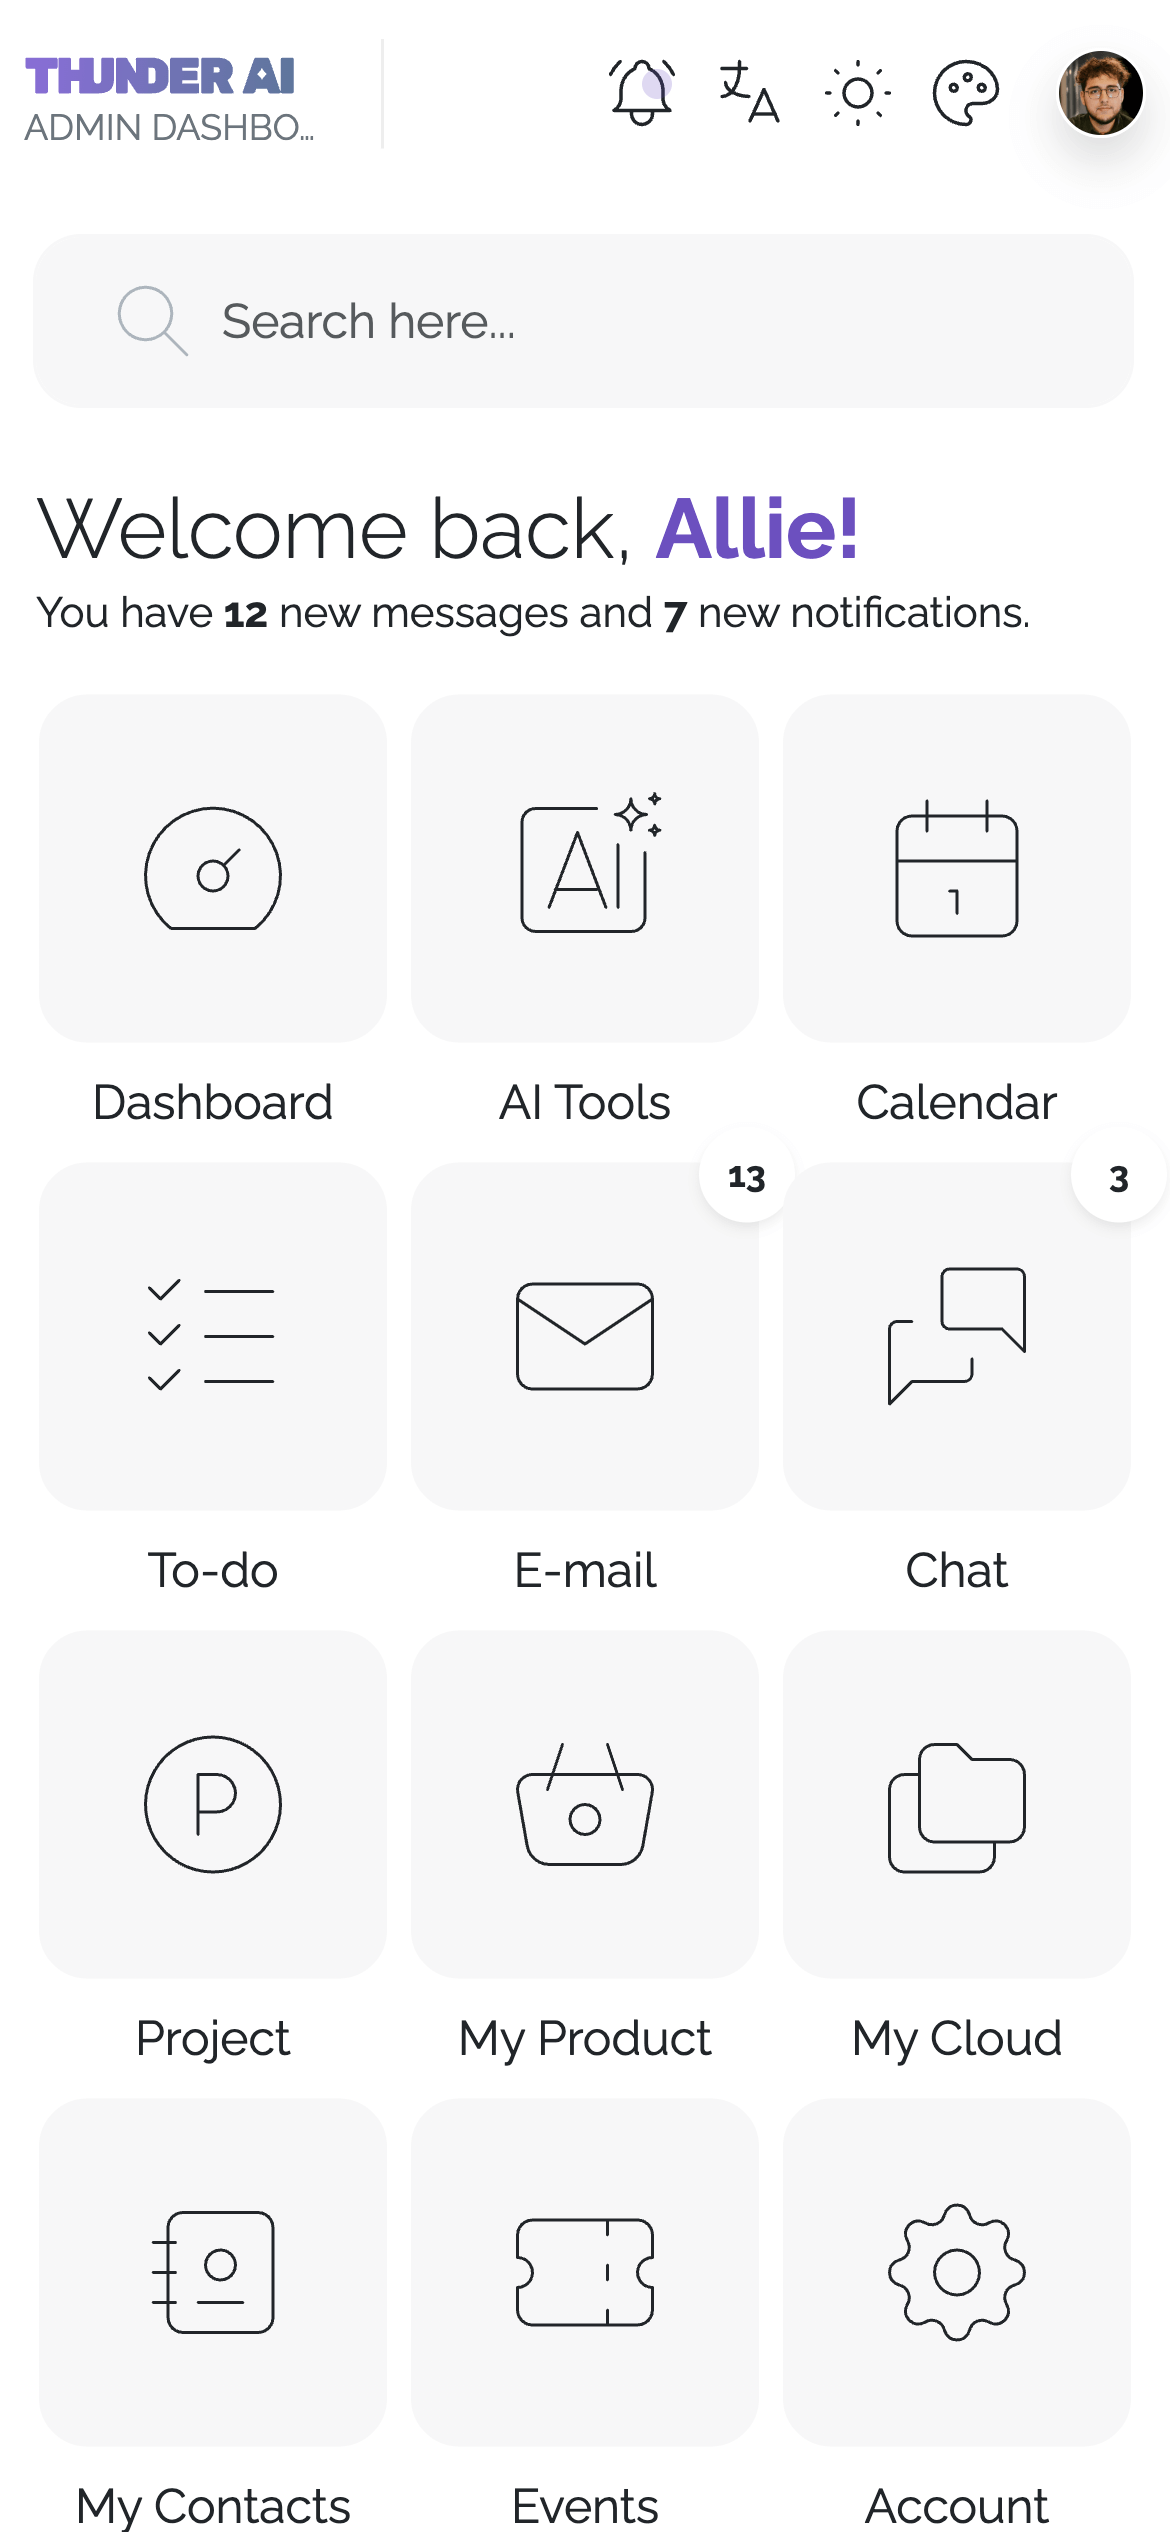 THUNDER AI
ADMIN DASHBO...
Search here...
Welcome back, Allie!
You have 12 new messages and 7 new notifications.
AI
1
Dashboard
AI Tools
Calendar
13
3
To-do
E-mail
Chat
P
Project
My Product
My Cloud
My Contacts
Events
Account